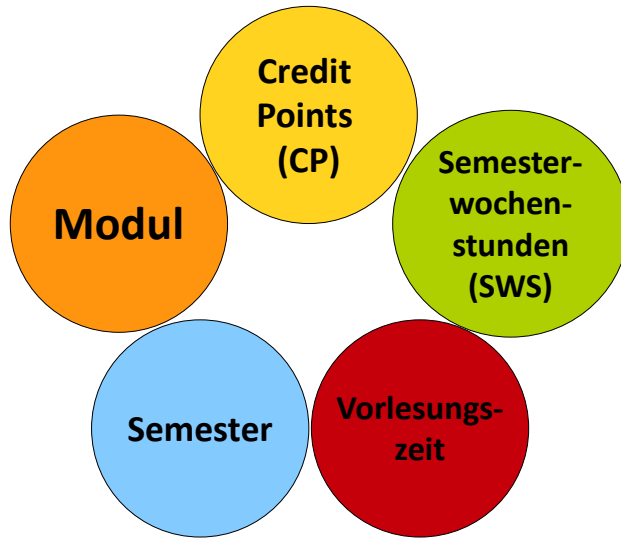 Credit
Points
(CP)
Modul
Semester-
wochen-
stunden
(SWS)
Semester
Vorlesungs-
zeit